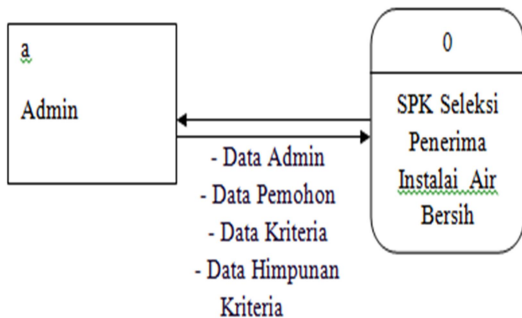 a
Admin
0
SPK Seleksi
Penerima
Instalai Air
Bersih
- Data Admin
- Data Pemohon
- Data Kriteria
- Data Himpunan
Kriteria